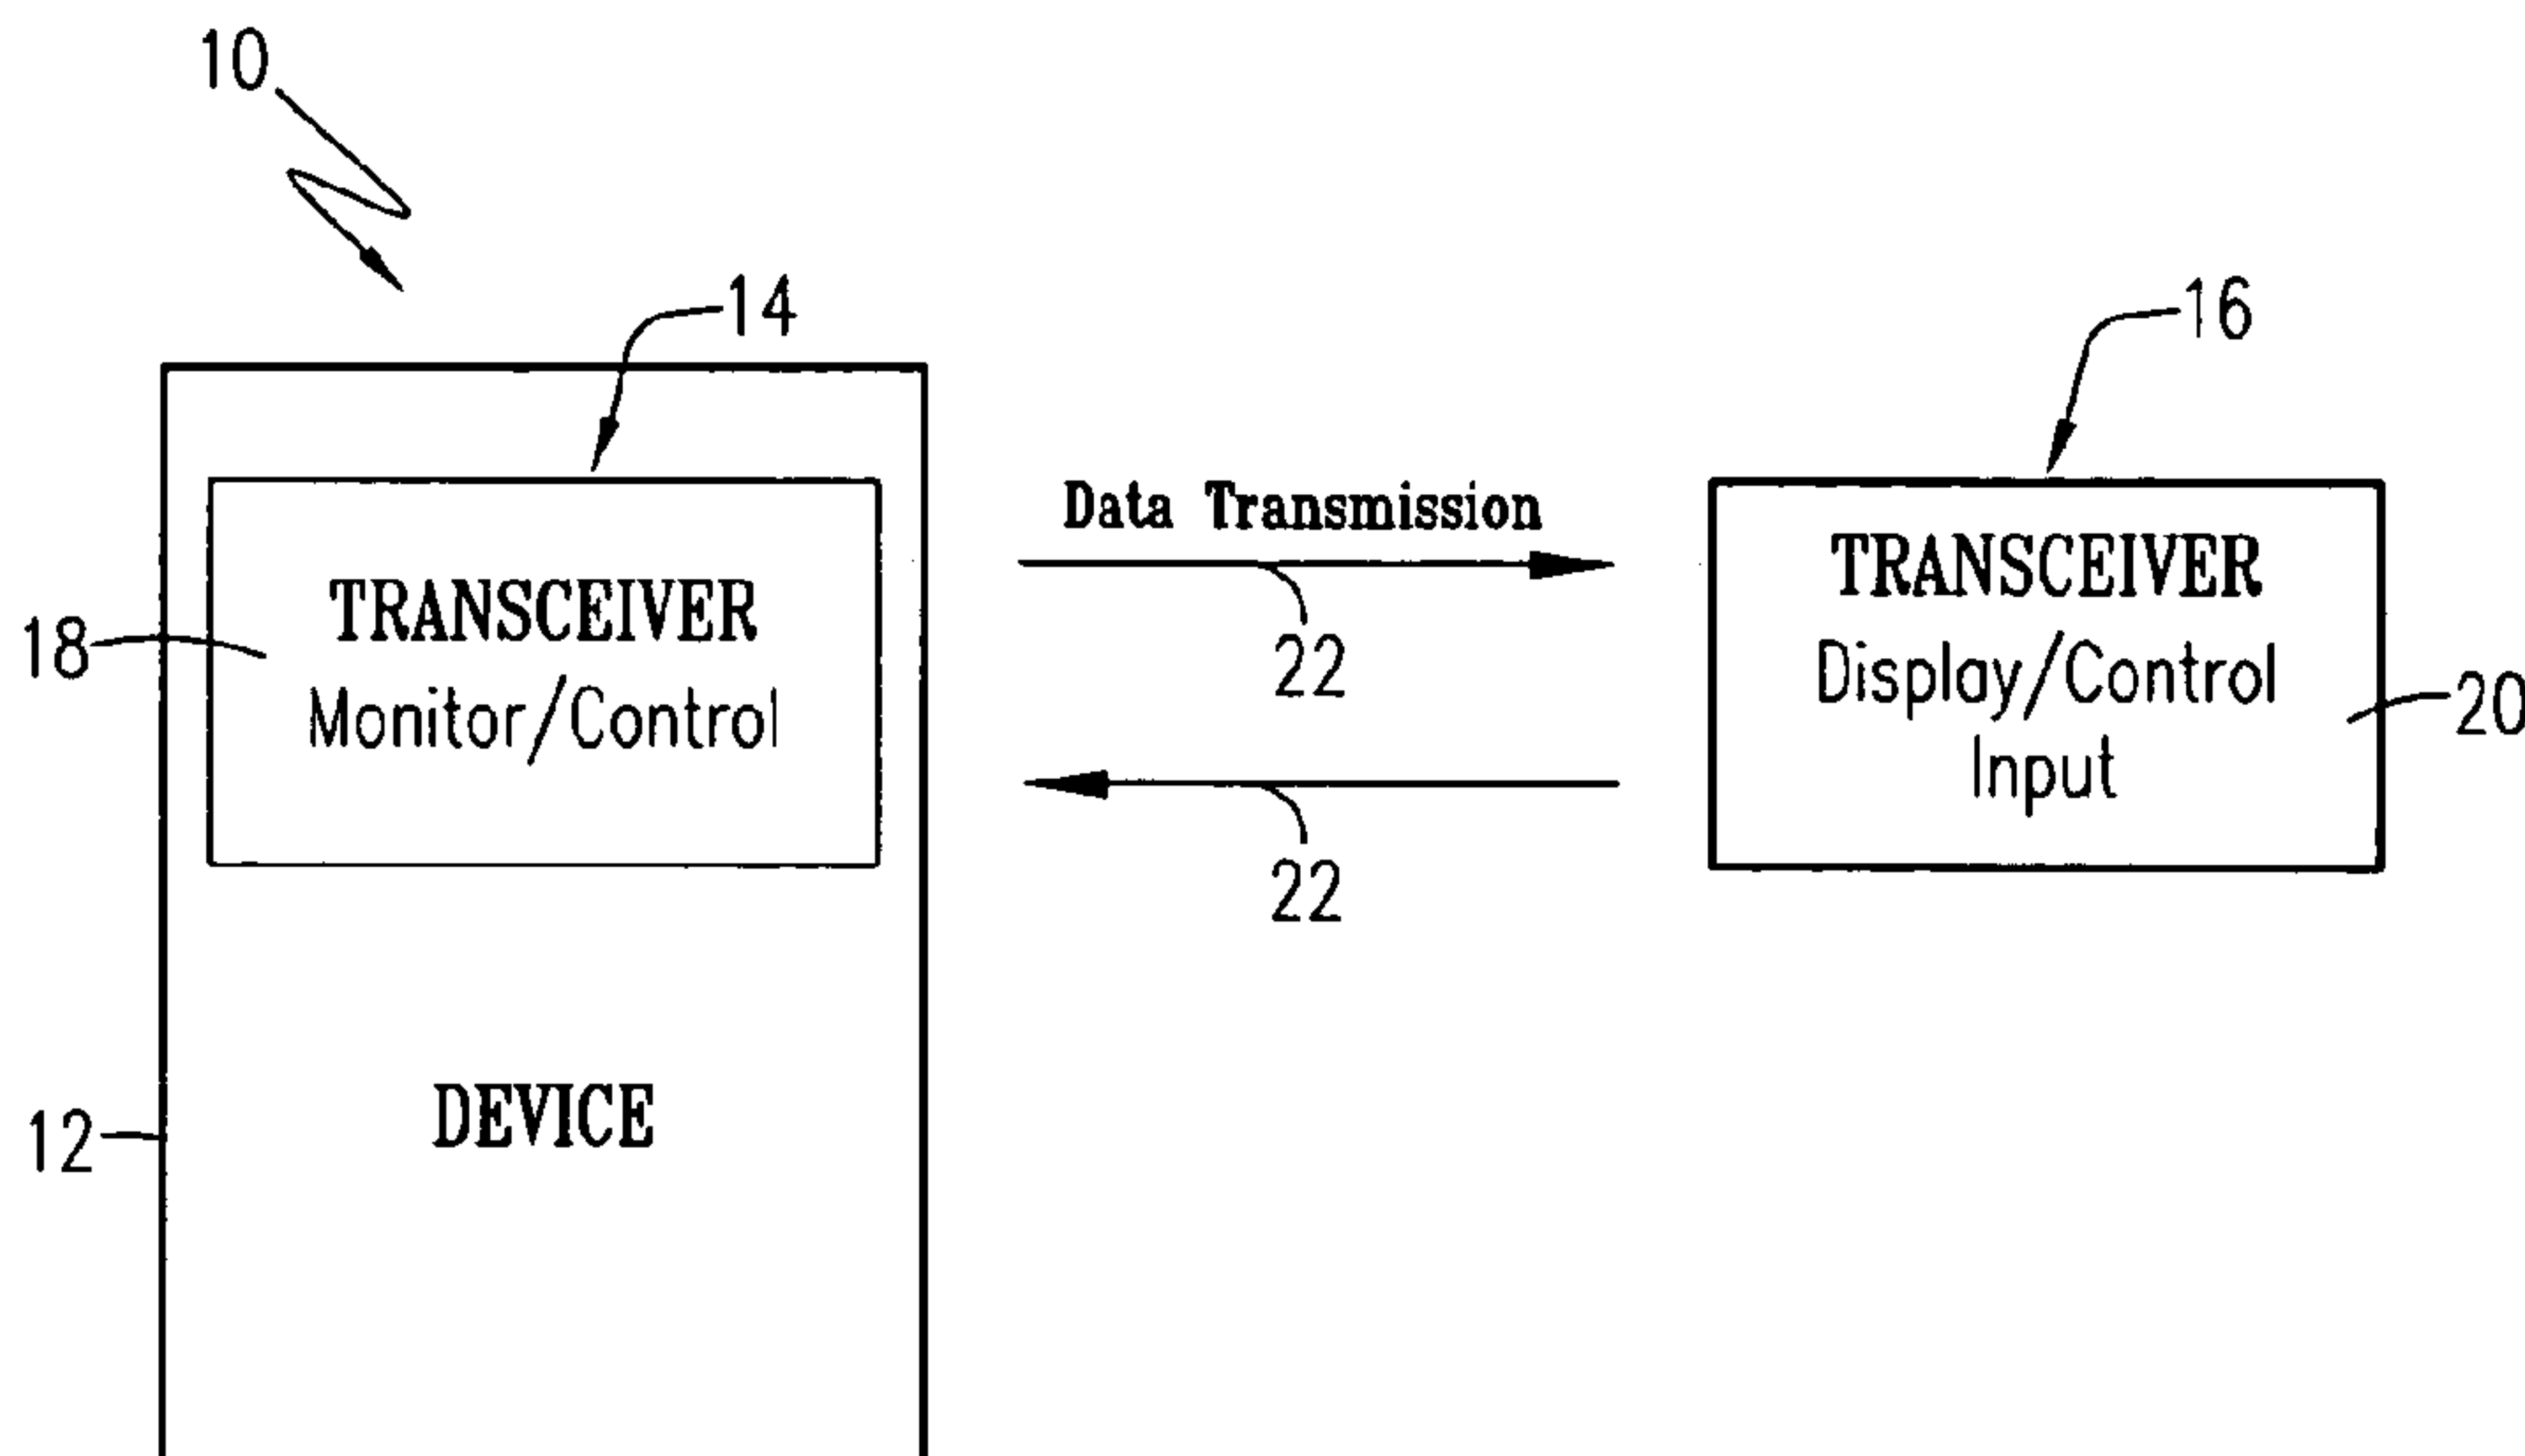 10
14
16
Data Transmission
TRANSCEIVER
Monitor/Control
18
22
TRANSCEIVER
Display/Control
Input
20
22
DEVICE
12